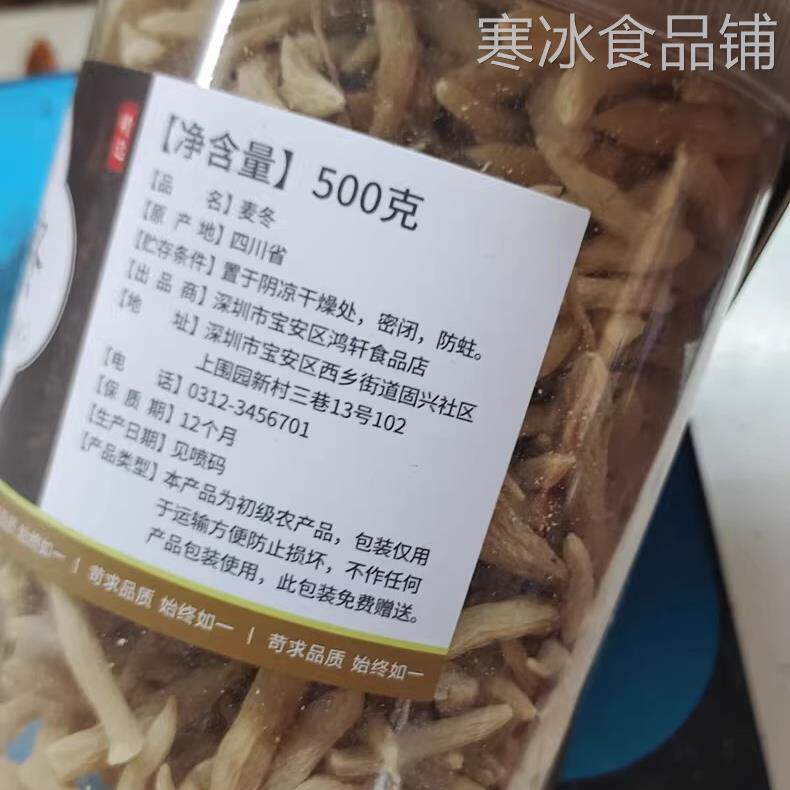 寒冰食品铺
【净含量】500克
【品 名】麦冬
【原 产 地】四川省
【贮存条件】置于阴凉干燥处，密闭，防蛀。
【出 品 商】深圳市宝安区鸿轩食品店
【地 址】深圳市宝安区西乡街道固兴社区
上围园新村三巷13号102
【电 话】0312-3456701
【保 质 期】12个月
【生产日期】见喷码
【产品类型】本产品为初级农产品，包装仅用
于运输方便防止损坏，不作任何
产品包装使用，此包装免费赠送。
苛求品质 始终如一 | 苛求品质 始终如一